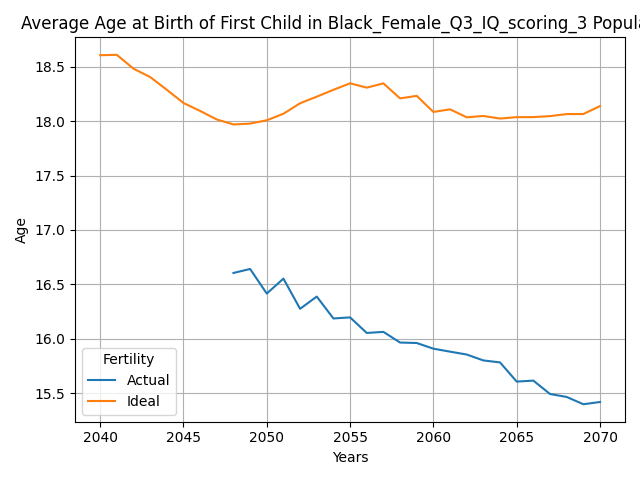 Average Age at Birth of First Child in Black_Female_Q3_IQ_scoring_3 Popula
Age
18.5
18.0
17.5
17.0
16.5
16.0
15.5
Fertility
Actual
Ideal
2040 2045 2050 2055 2060 2065 2070
Years